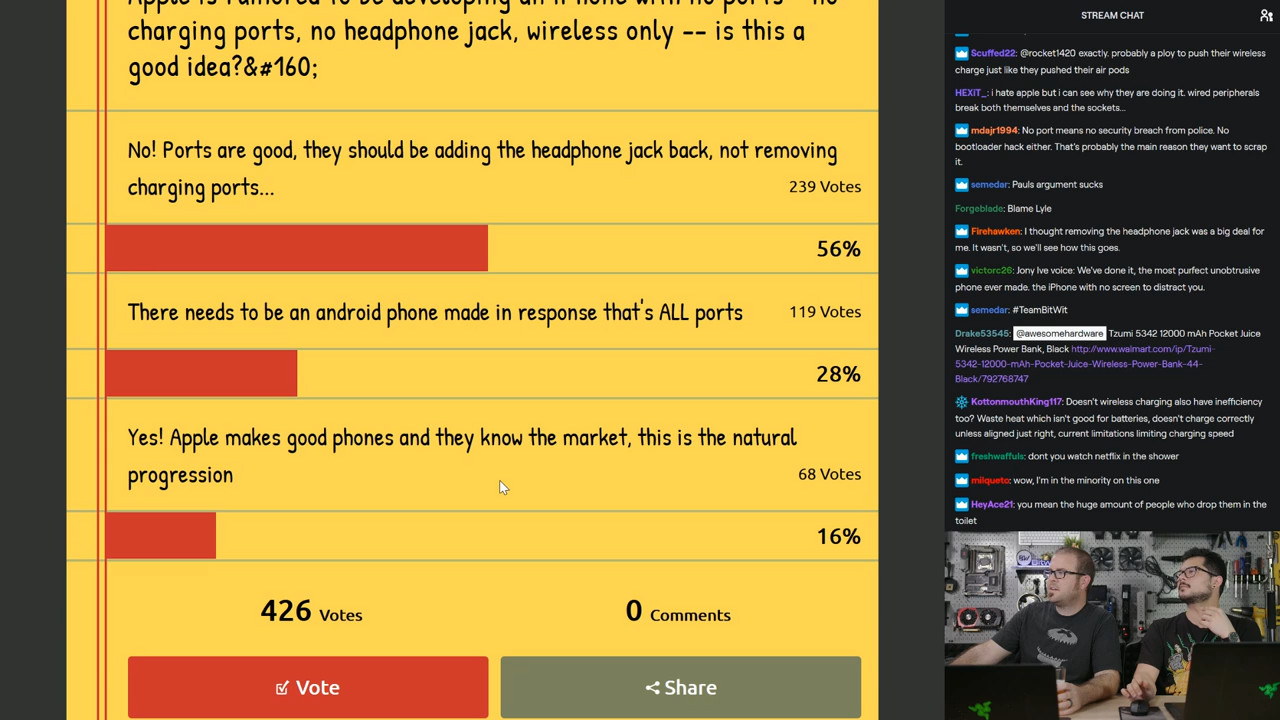 charging ports, no headphone jack, wireless only -- is this a
good idea?&#160;
No! Ports are good, they should be adding the headphone jack back, not removing
charging ports...
239 Votes
56%
There needs to be an android phone made in response that's ALL ports
119 Votes
28%
Yes! Apple makes good phones and they know the market, this is the natural
progression
68 Votes
16%
426 Votes
0 Comments
Vote
Share
STREAM CHAT
Scuffed22: @rocket1420 exactly. probably a ploy to push their wireless
charge just like they pushed their air pods
HEXiT_: i hate apple but i can see why they are doing it. wired peripherals
break both themselves and the sockets...
mdajr1994: No port means no security breach from police. No
bootloader hack either. That's probably the main reason they want to scrap
it.
semedar: Pauls argument sucks
Forgeblade: Blame Lyle
Firehawken: I thought removing the headphone jack was a big deal for
me. It wasn't, so we'll see how this goes.
victorc26: Jony Ive voice: We've done it, the most purfect unobtrusive
phone ever made. the iPhone with no screen to distract you.
semedar: #TeamBitWit
Drake53545: @awesomehardware Tzumi 5342 12000 mAh Pocket Juice
Wireless Power Bank, Black http://www.walmart.com/ip/Tzumi-
5342-12000-mAh-Pocket-Juice-Wireless-Power-Bank-44-
Black/792768747
KottonmouthKing117: Doesn't wireless charging also have inefficiency
too? Waste heat which isn't good for batteries, doesn't charge correctly
unless aligned just right, current limitations limiting charging speed
freshwaffuls: dont you watch netflix in the shower
miiqueto: wow, I'm in the minority on this one
HeyAce21: you mean the huge amount of people who drop them in the
toilet